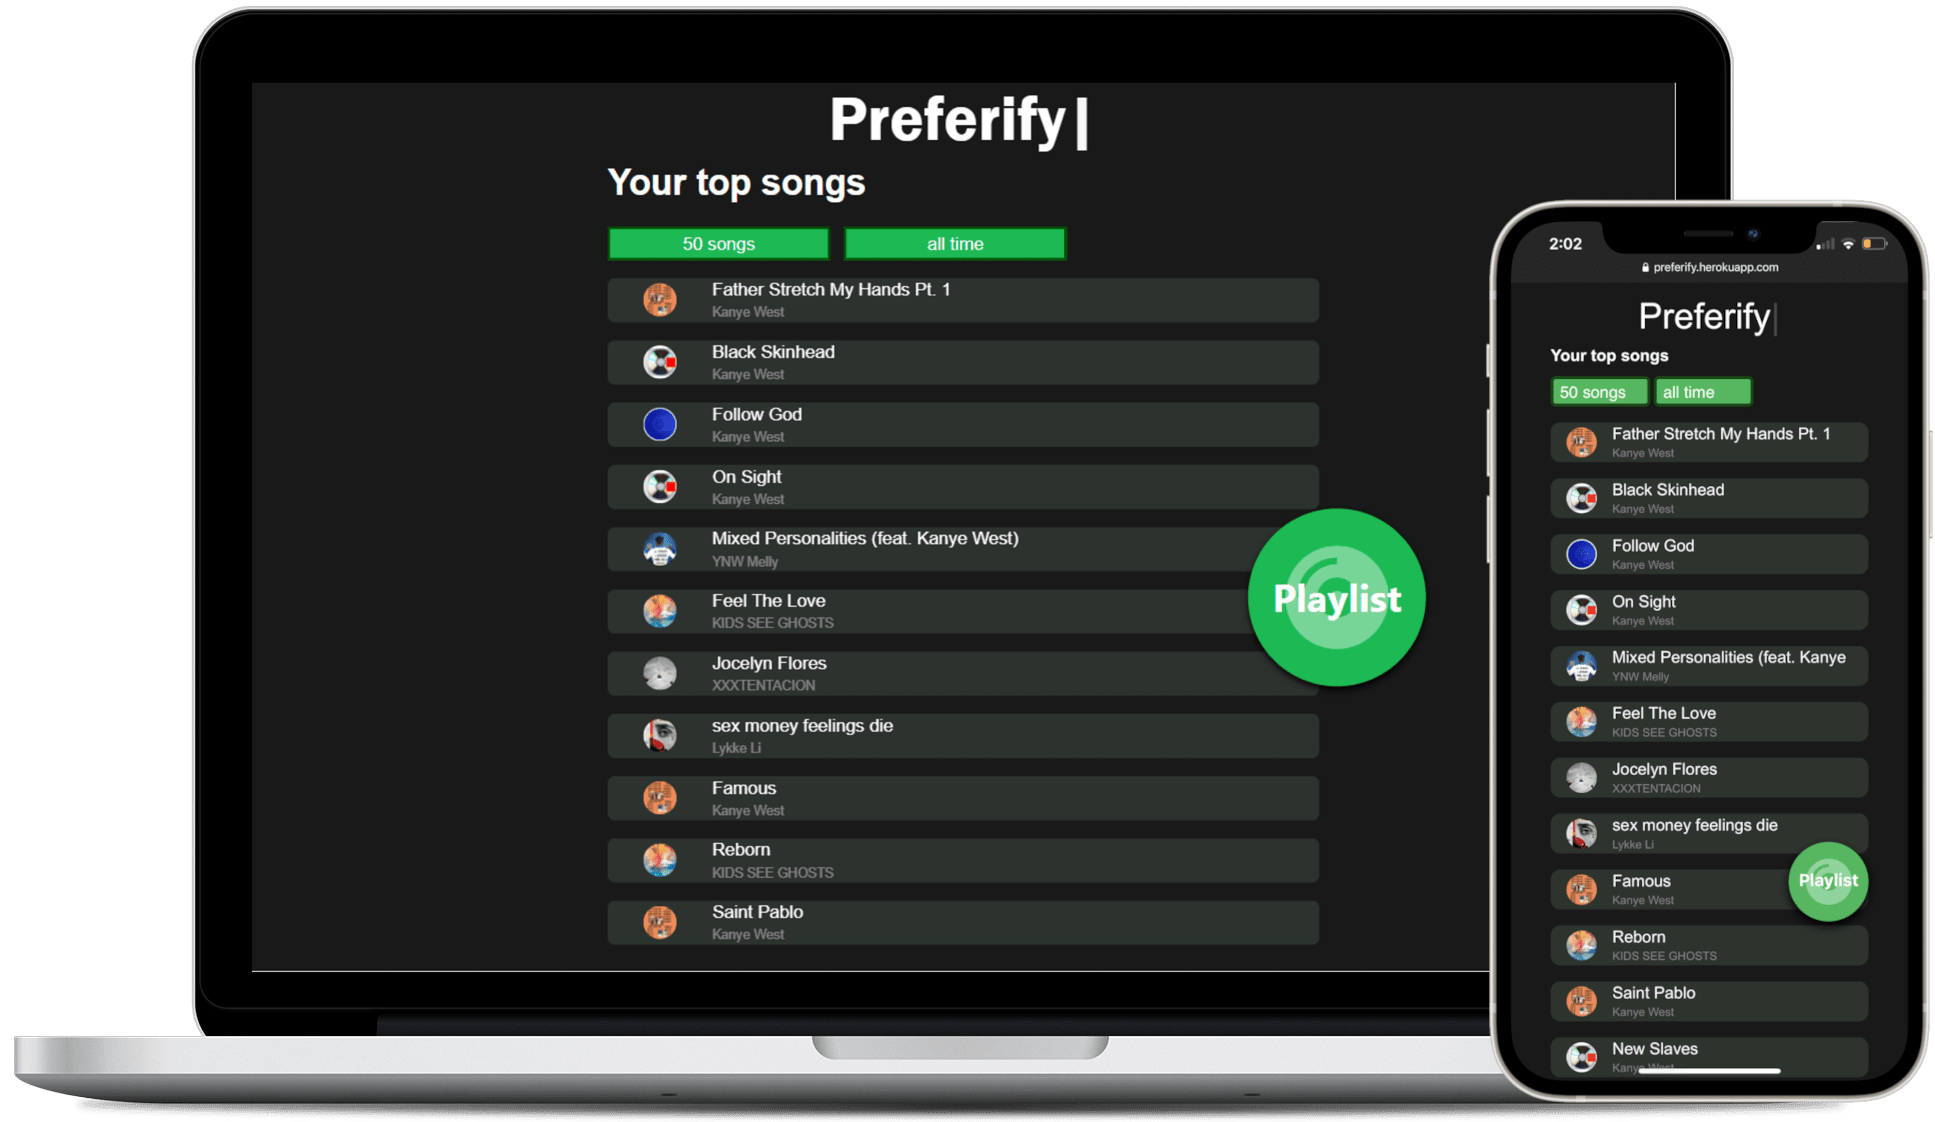 Preferify|
Your top songs
50 songs
all time
Father Stretch My Hands Pt. 1
Kanye West
Black Skinhead
Kanye West
Follow God
Kanye West
On Sight
Kanye West
Mixed Personalities (feat. Kanye West)
YNW Melly
Feel The Love
KIDS SEE GHOSTS
Jocelyn Flores
XXXTENTACION
sex money feelings die
Lykke Li
Famous
Kanye West
Reborn
KIDS SEE GHOSTS
Saint Pablo
Kanye West
Playlist
2:02
preferify.herokuapp.com
Preferify|
Your top songs
50 songs
all time
Father Stretch My Hands Pt. 1
Kanye West
Black Skinhead
Kanye West
Follow God
Kanye West
On Sight
Kanye West
Mixed Personalities (feat. Kanye
YNW Melly
Feel The Love
KIDS SEE GHOSTS
Jocelyn Flores
XXXTENTACION
sex money feelings die
Lykke Li
Famous
Kanye West
Playlist
Reborn
KIDS SEE GHOSTS
Saint Pablo
Kanye West
New Slaves
Kanye West